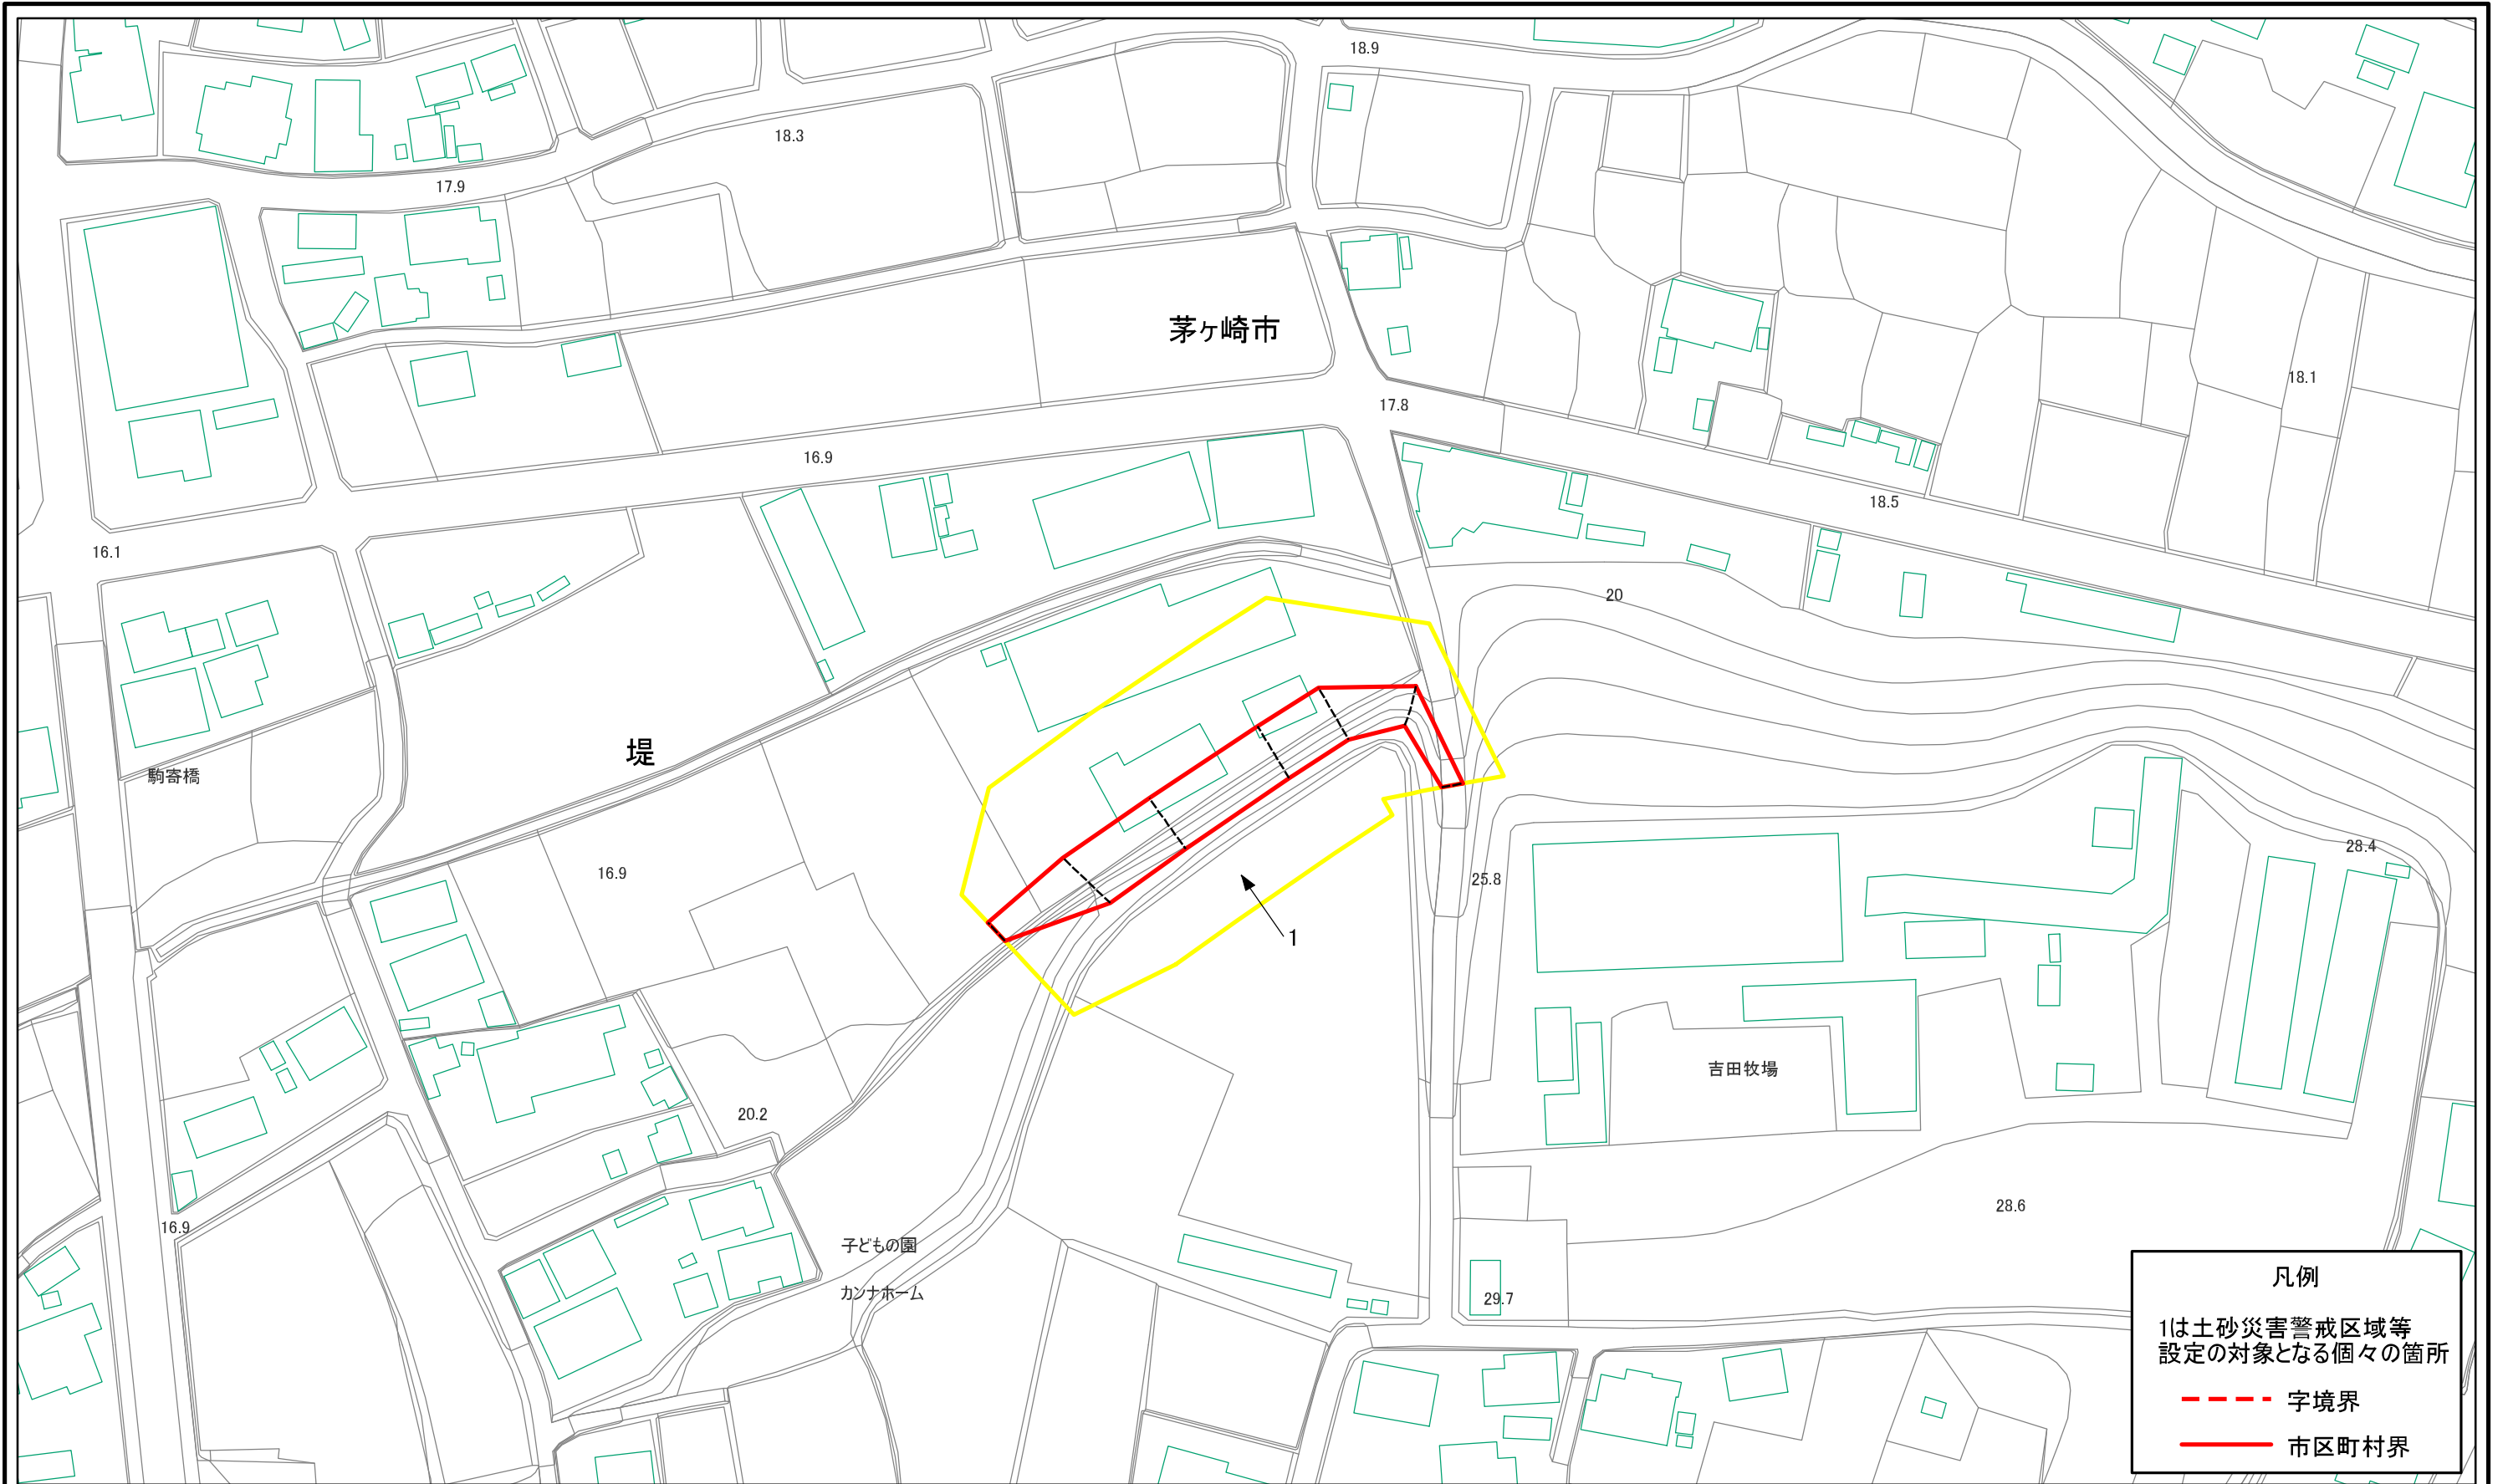 18.9
18.3
17.9
茅ヶ崎市
18.1
17.8
16.9
18.5
16.1
20
堤
駒寄橋
16.9
25.8
28.4
1
吉田牧場
20.2
28.6
16.9
子どもの園
カンナホーム
29.7
凡例
1は土砂災害警戒区域等
設定の対象となる個々の箇所
字境界
市区町村界